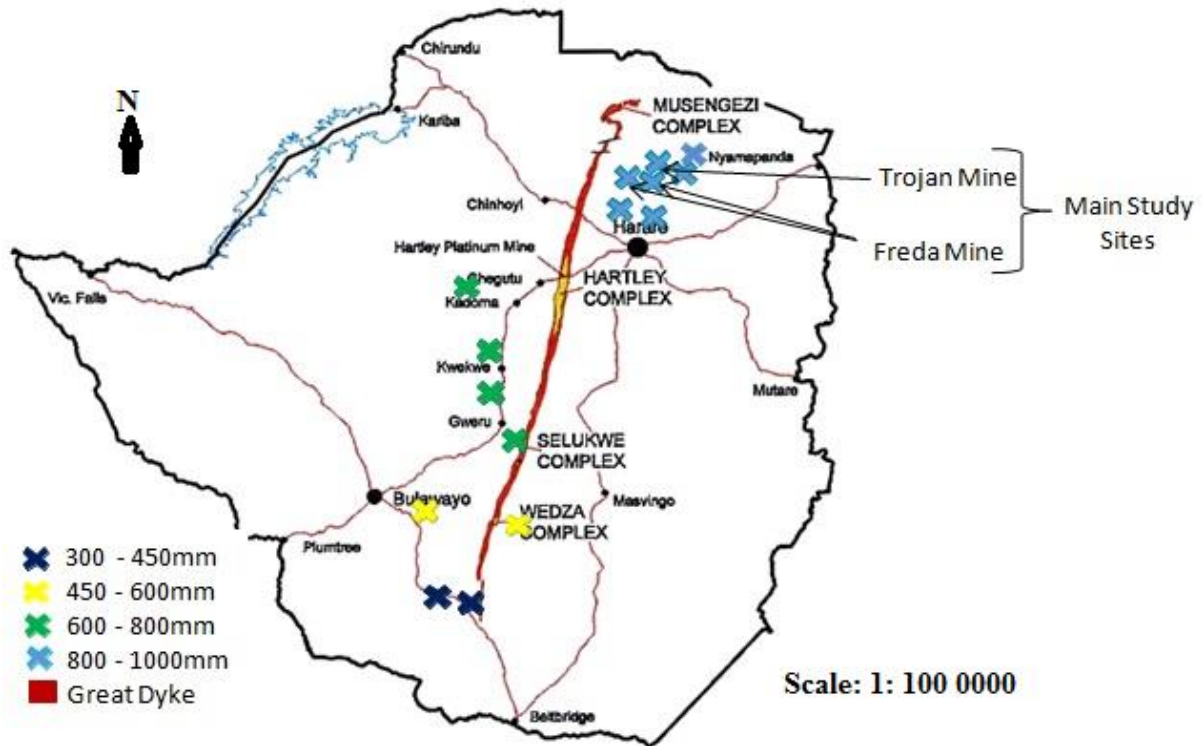 Chirundu
N
Kariba
MUSENGEZI
COMPLEX
Nyamapanda
Trojan Mine
Chinhoyi
Main Study
Sites
Harare
Hartley Platinum Mine
Freda Mine
Chegutu
HARTLEY
COMPLEX
Vic. Falls
Kadoma
Kwekwe
Mutare
Gweru
SELUKWE
COMPLEX
Bulawayo
Masvingo
WEDZA
COMPLEX
Plumtree
300 - 450mm
450 - 600mm
600 - 800mm
800 - 1000mm
Great Dyke
Scale: 1: 100 0000
Beitbridge